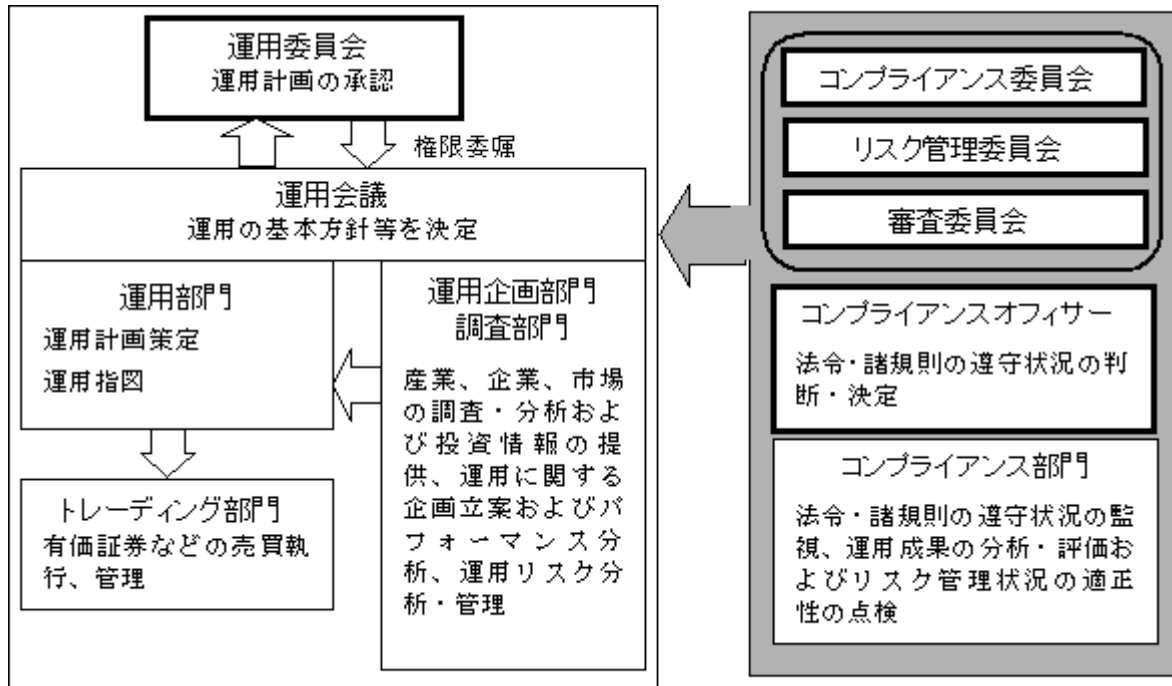 運用委員会
運用計画の承認
権限委嘱
運用会議
運用の基本方針等を決定
運用部門
運用計画策定
運用指図
運用企画部門
調査部門
産業、企業、市場
の調査・分析およ
び投資情報の提
供、運用に関する
企画立案およびパ
フォーマンス分
析、運用リスク分
析・管理
トレーディング部門
有価証券などの売買執
行、管理
コンプライアンス委員会
リスク管理委員会
審査委員会
コンプライアンスオフィサー
法令・諸規則の遵守状況の判
断・決定
コンプライアンス部門
法令・諸規則の遵守状況の監
視、運用成果の分析・評価お
よびリスク管理状況の適正
性の点検